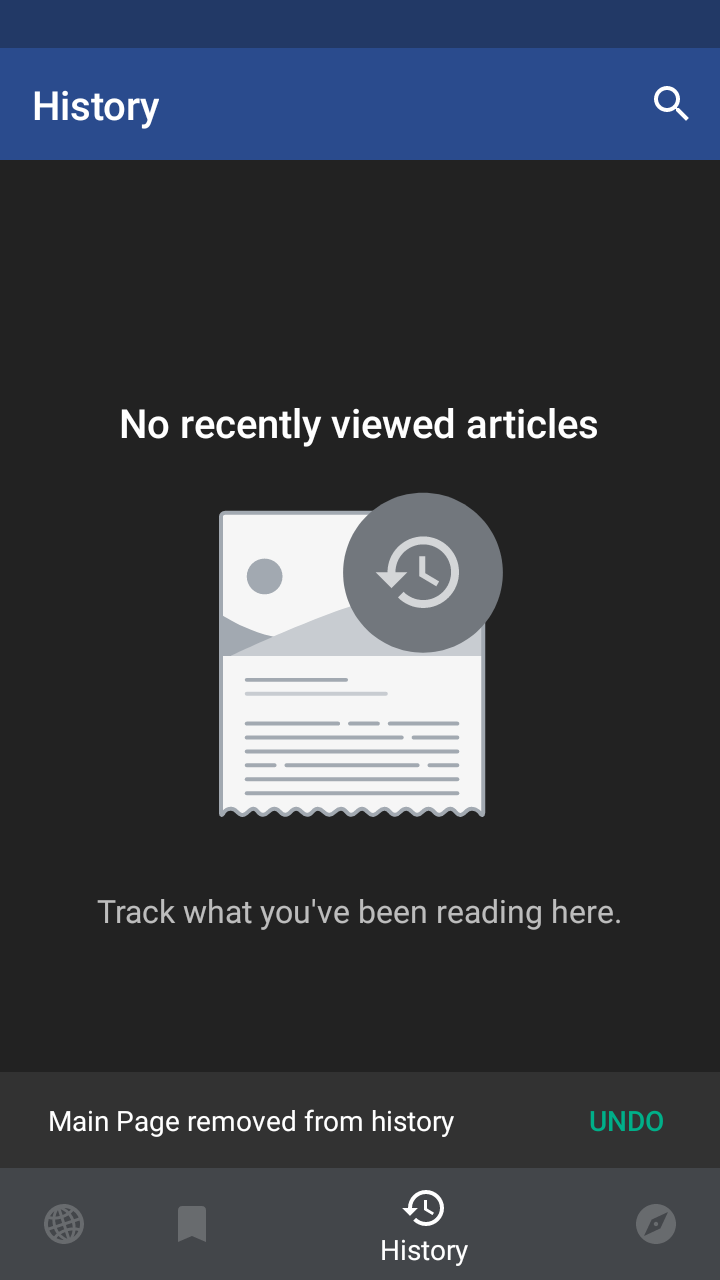 History
No recently viewed articles
Track what you've been reading here.
Main Page removed from history UNDO
History